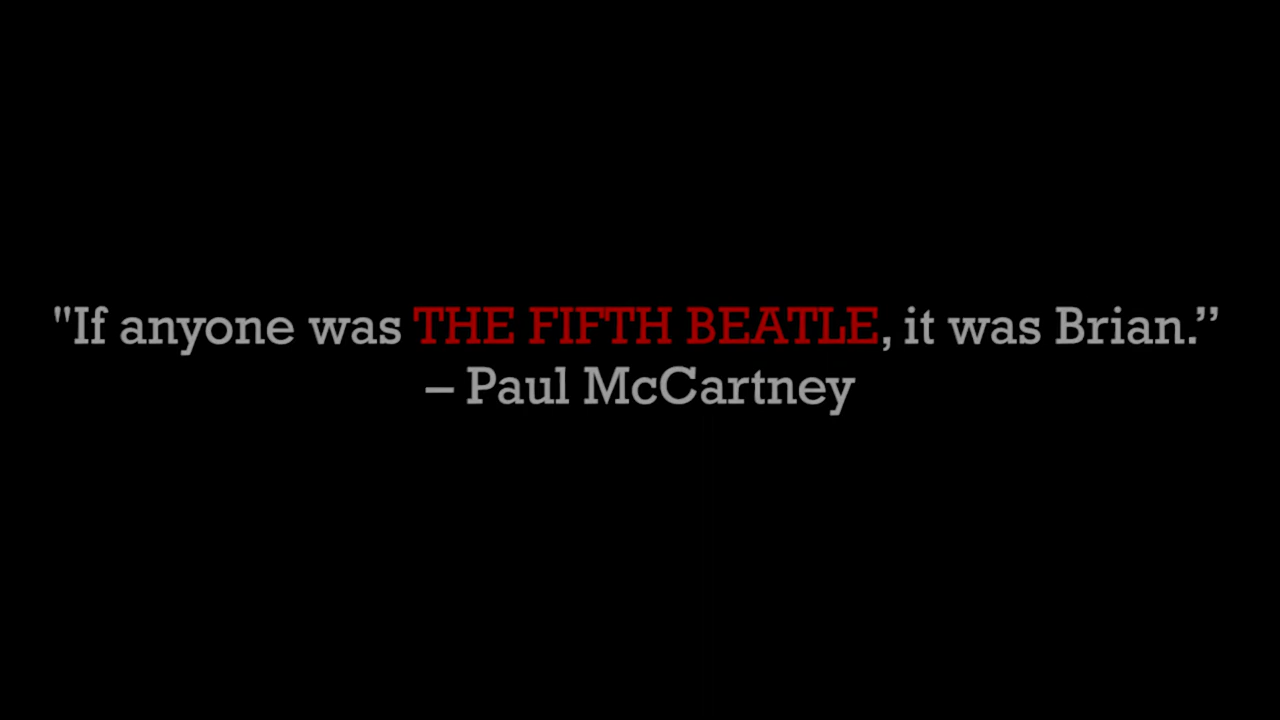 "If anyone was THE FIFTH BEATLE, it was Brian.”
– Paul McCartney